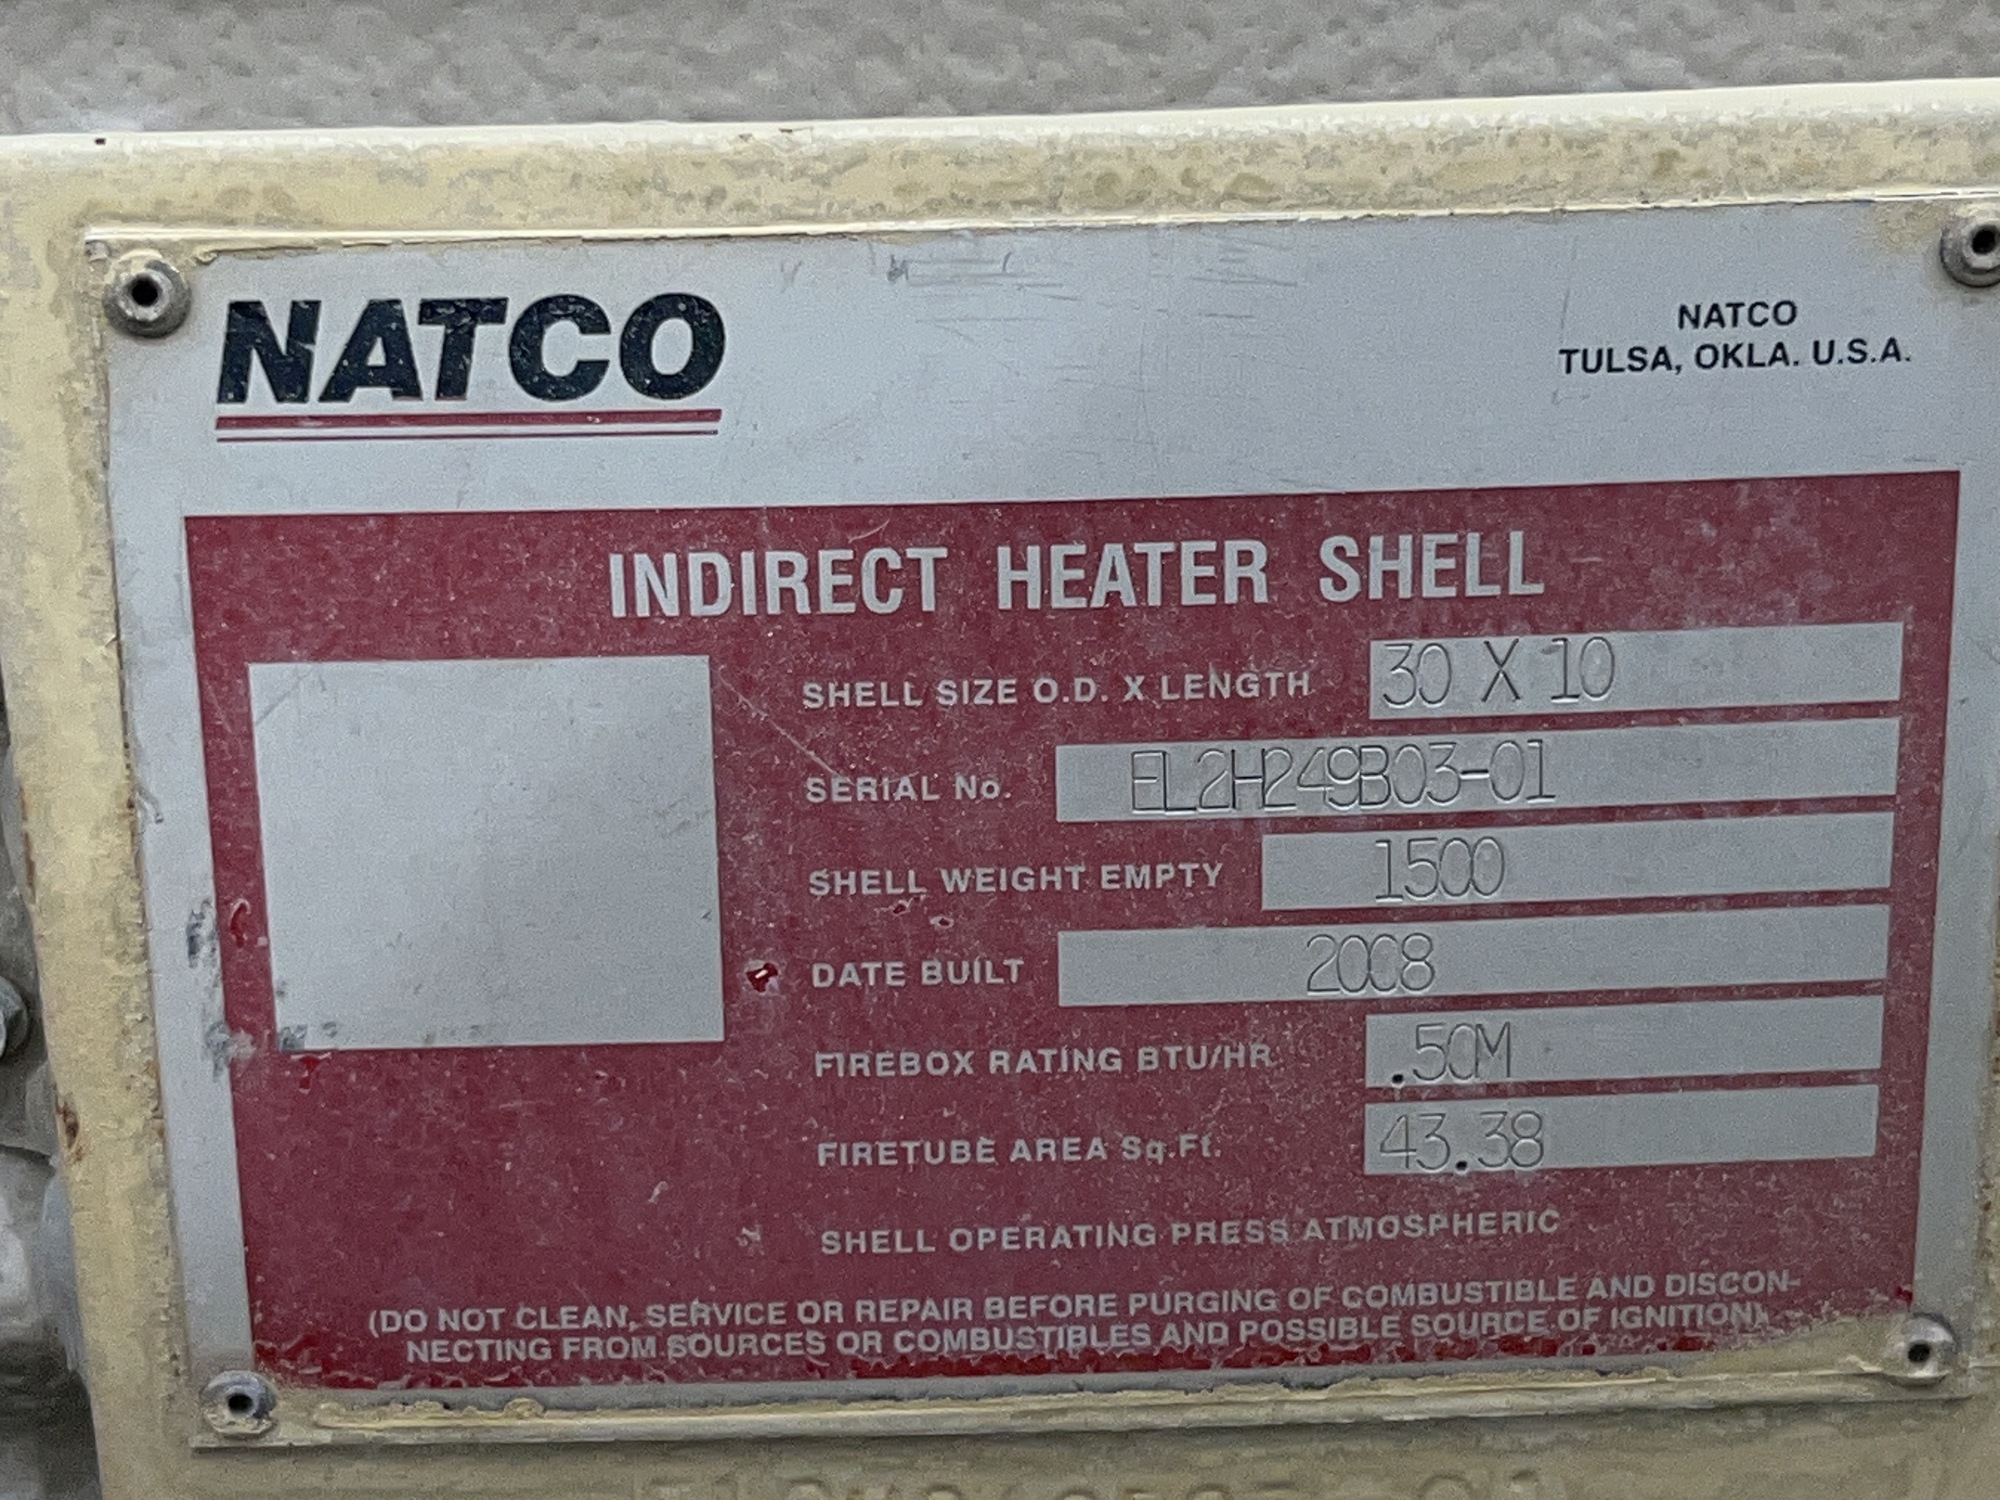 NATCO
NATCO
TULSA, OKLA. U.S.A.
INDIRECT HEATER SHELL
SHELL SIZE O.D. X LENGTH 30 X 10
SERIAL No. EL2H249B03-01
SHELL WEIGHT EMPTY 1500
DATE BUILT 2008
FIREBOX RATING BTU/HR .50M
FIRETUBE AREA Sq.Ft. 43.38
SHELL OPERATING PRESS ATMOSPHERIC
(DO NOT CLEAN, SERVICE OR REPAIR BEFORE PURGING OF COMBUSTIBLE AND DISCON-
NECTING FROM SOURCES OR COMBUSTIBLES AND POSSIBLE SOURCE OF IGNITION)